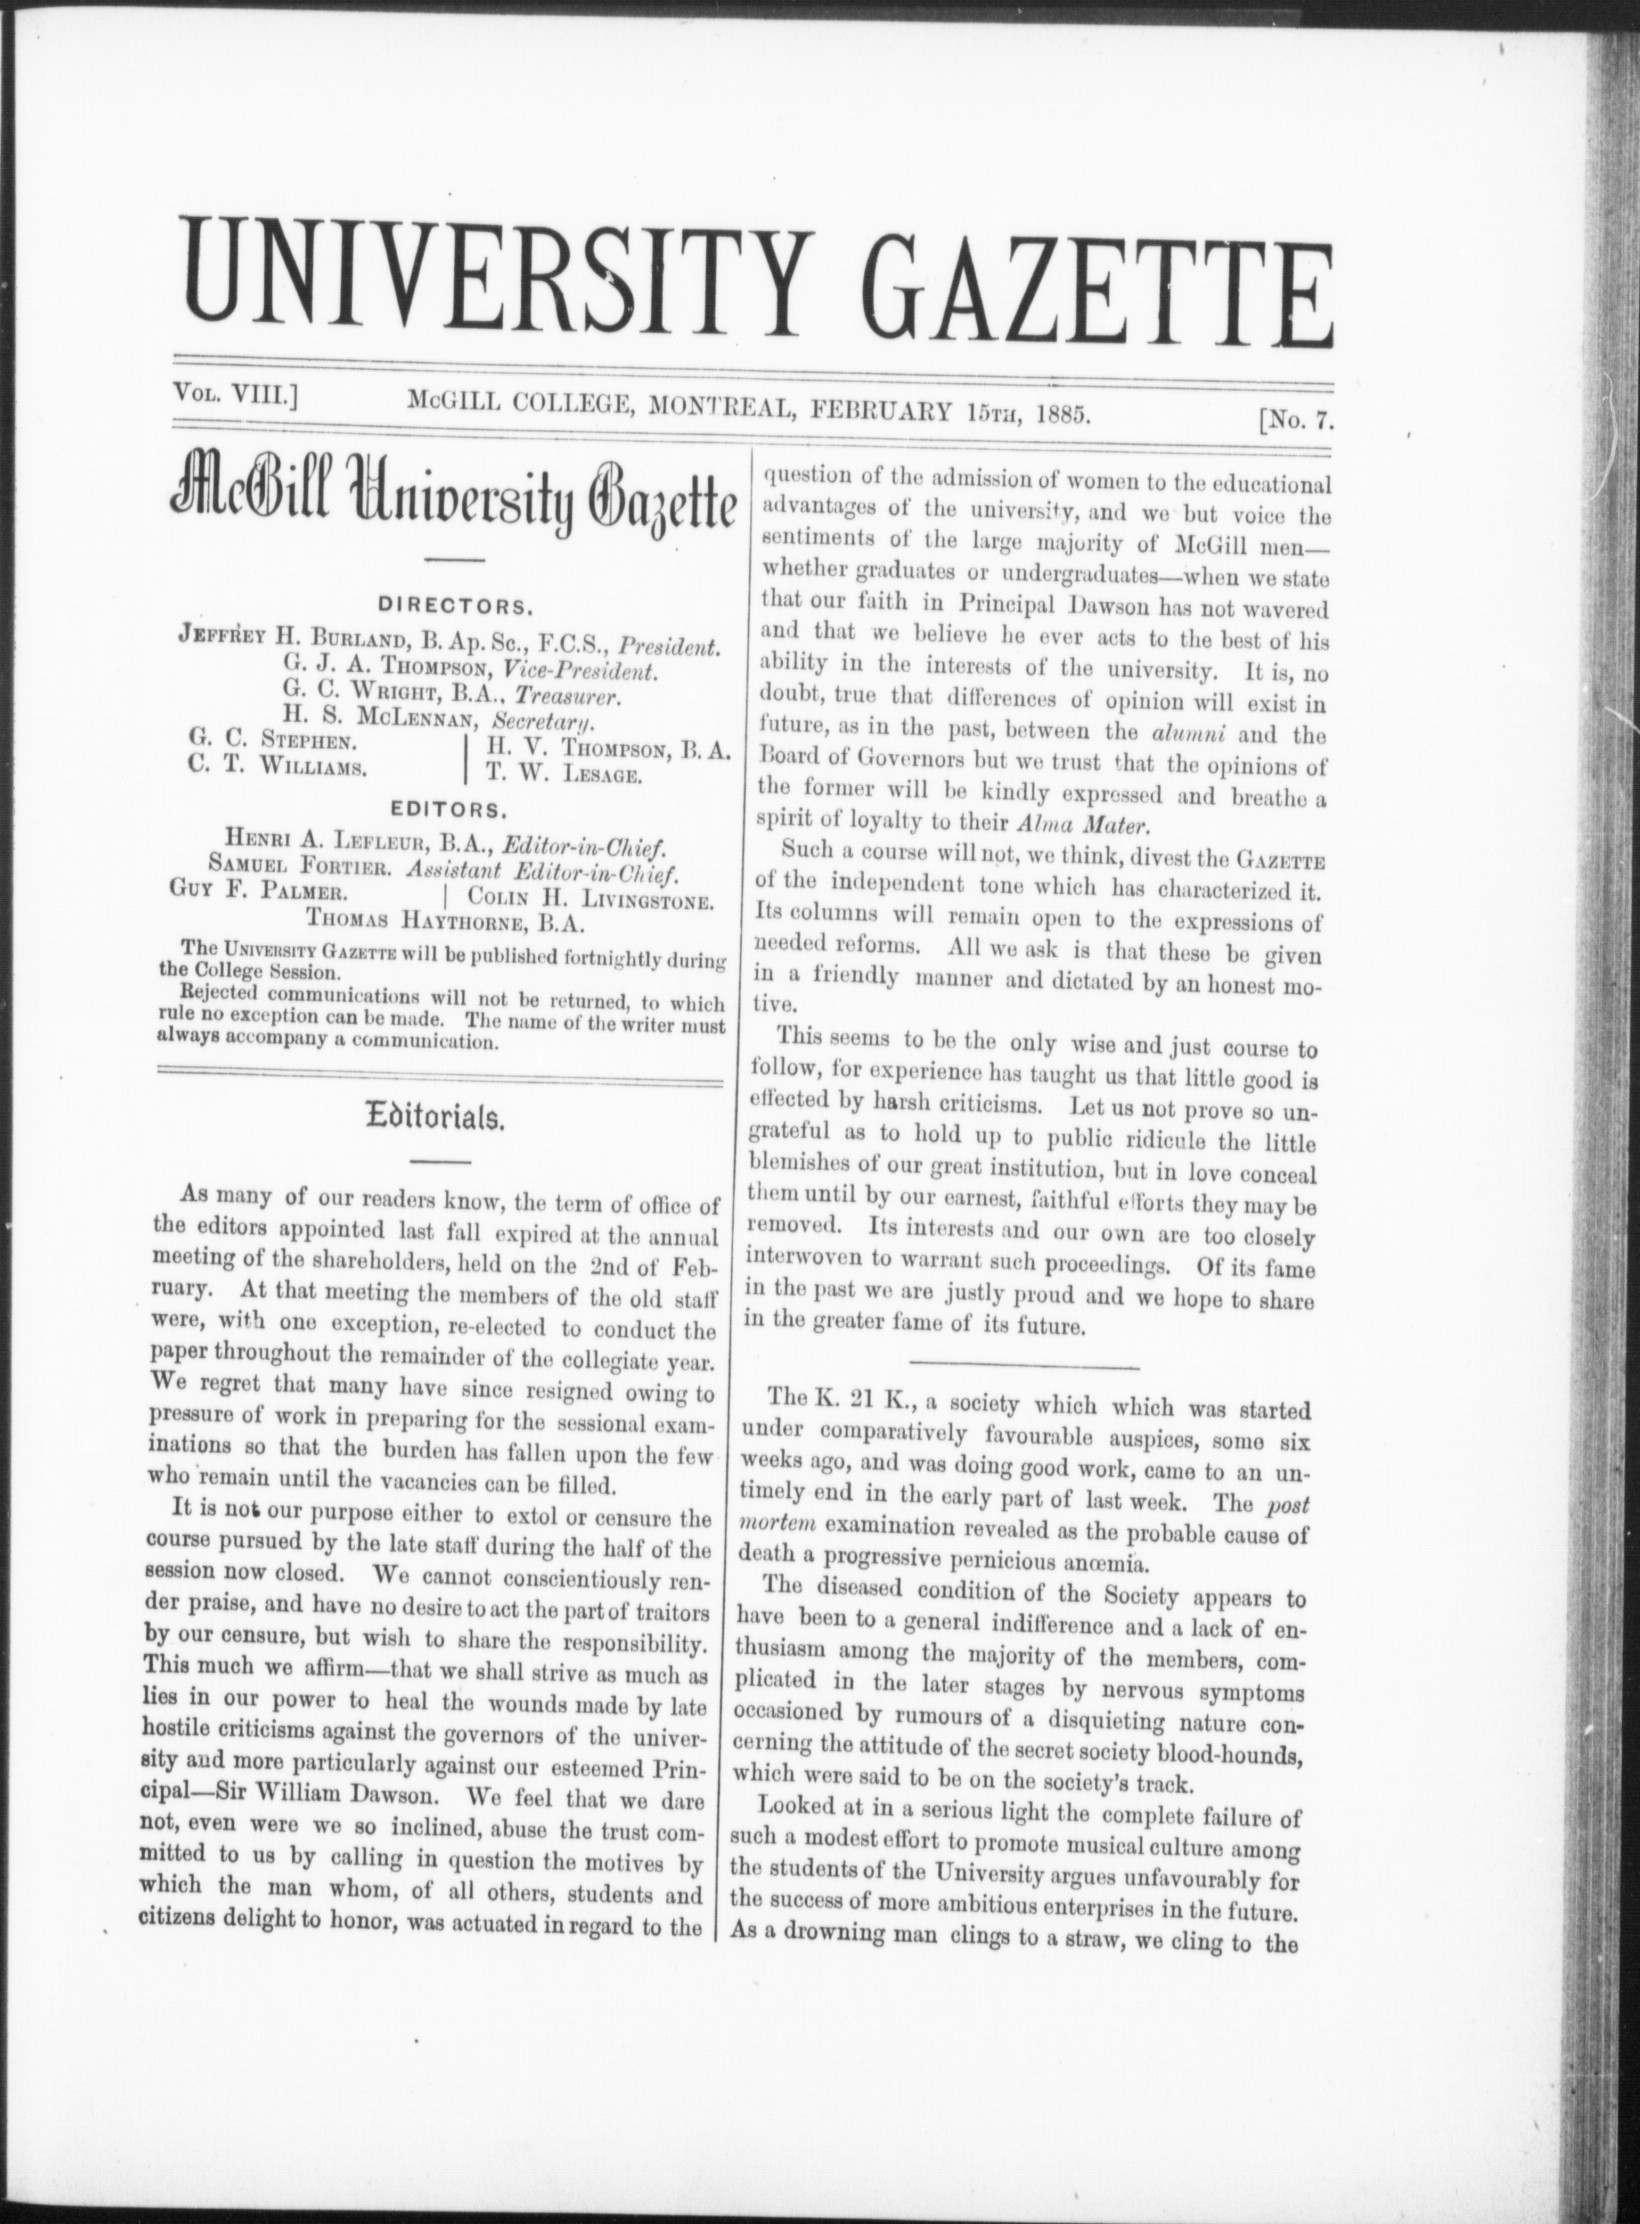 UNIVERSITY GAZETTE
VOL. VIII.] McGILL COLLEGE, MONTREAL, FEBRUARY 15TH, 1885. [No. 7.
McGill University Gazette
DIRECTORS.
JEFFREY H. BURLAND, B. Ap. Sc., F.C.S., President.
G. J. A. THOMPSON, Vice-President.
G. C. WRIGHT, B.A., Treasurer.
H. S. McLENNAN, Secretary.
G. C. STEPHEN. | H. V. THOMPSON, B. A.
C. T. WILLIAMS. | T. W. LESAGE.
EDITORS.
HENRI A. LEFLEUR, B.A., Editor-in-Chief.
SAMUEL FORTIER. Assistant Editor-in-Chief.
GUY F. PALMER. | COLIN H. LIVINGSTONE.
THOMAS HAYTHORNE, B.A.
The UNIVERSITY GAZETTE will be published fortnightly during
the College Session.
Rejected communications will not be returned, to which
rule no exception can be made. The name of the writer must
always accompany a communication.
Editorials.
As many of our readers know, the term of office of
the editors appointed last fall expired at the annual
meeting of the shareholders, held on the 2nd of Feb-
ruary. At that meeting the members of the old staff
were, with one exception, re-elected to conduct the
paper throughout the remainder of the collegiate year.
We regret that many have since resigned owing to
pressure of work in preparing for the sessional exam-
inations so that the burden has fallen upon the few
who remain until the vacancies can be filled.
It is not our purpose either to extol or censure the
course pursued by the late staff during the half of the
session now closed. We cannot conscientiously ren-
der praise, and have no desire to act the part of traitors
by our censure, but wish to share the responsibility.
This much we affirm—that we shall strive as much as
lies in our power to heal the wounds made by late
hostile criticisms against the governors of the univer-
sity and more particularly against our esteemed Prin-
cipal—Sir William Dawson. We feel that we dare
not, even were we so inclined, abuse the trust com-
mitted to us by calling in question the motives by
which the man whom, of all others, students and
citizens delight to honor, was actuated in regard to the
question of the admission of women to the educational
advantages of the university, and we but voice the
sentiments of the large majority of McGill men—
whether graduates or undergraduates—when we state
that our faith in Principal Dawson has not wavered
and that we believe he ever acts to the best of his
ability in the interests of the university. It is, no
doubt, true that differences of opinion will exist in
future, as in the past, between the alumni and the
Board of Governors but we trust that the opinions of
the former will be kindly expressed and breathe a
spirit of loyalty to their Alma Mater.
Such a course will not, we think, divest the GAZETTE
of the independent tone which has characterized it.
Its columns will remain open to the expressions of
needed reforms. All we ask is that these be given
in a friendly manner and dictated by an honest mo-
tive.
This seems to be the only wise and just course to
follow, for experience has taught us that little good is
effected by harsh criticisms. Let us not prove so un-
grateful as to hold up to public ridicule the little
blemishes of our great institution, but in love conceal
them until by our earnest, faithful efforts they may be
removed. Its interests and our own are too closely
interwoven to warrant such proceedings. Of its fame
in the past we are justly proud and we hope to share
in the greater fame of its future.
The K. 21 K., a society which which was started
under comparatively favourable auspices, some six
weeks ago, and was doing good work, came to an un-
timely end in the early part of last week. The post
mortem examination revealed as the probable cause of
death a progressive pernicious anœmia.
The diseased condition of the Society appears to
have been to a general indifference and a lack of en-
thusiasm among the majority of the members, com-
plicated in the later stages by nervous symptoms
occasioned by rumours of a disquieting nature con-
cerning the attitude of the secret society blood-hounds,
which were said to be on the society's track.
Looked at in a serious light the complete failure of
such a modest effort to promote musical culture among
the students of the University argues unfavourably for
the success of more ambitious enterprises in the future.
As a drowning man clings to a straw, we cling to the